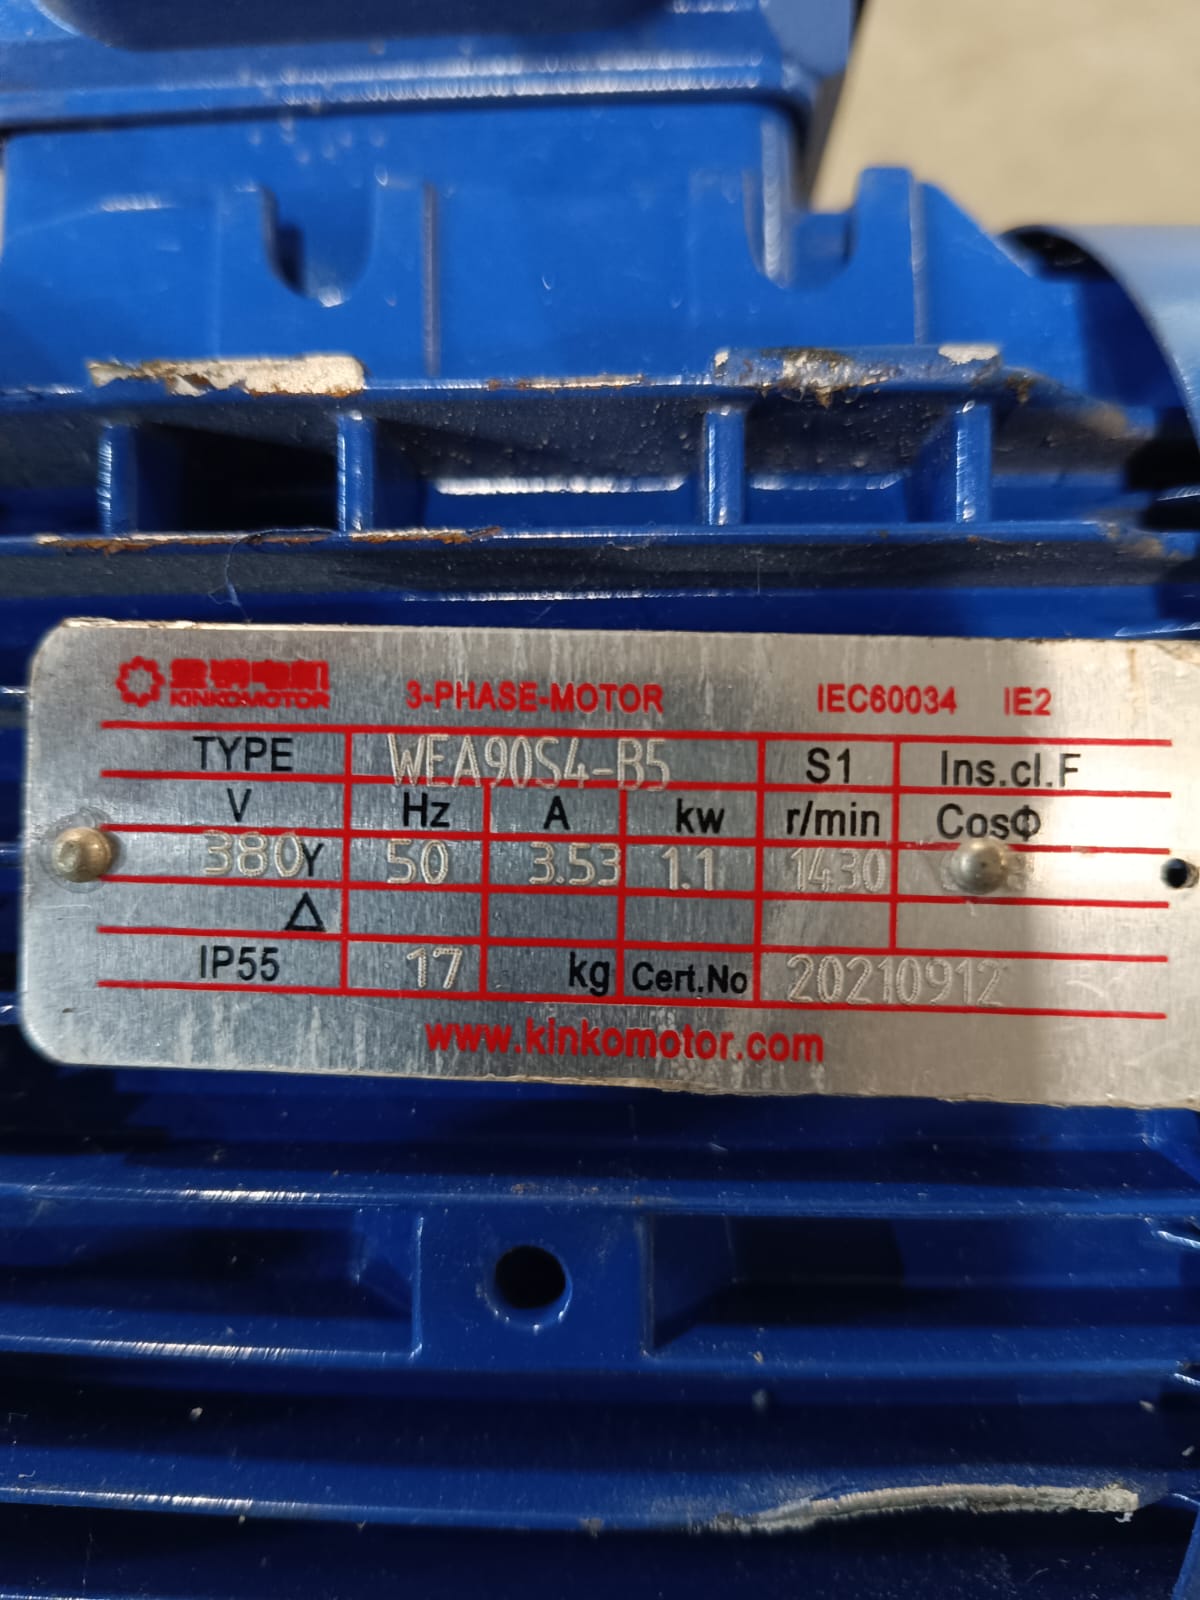 KINKOMOTOR 3-PHASE-MOTOR IEC60034 IE2
TYPE WEA90S4-B5 S1 Ins.cl.F
V Hz A kw r/min CosΦ
380Y 50 3.53 1.1 1430
Δ
IP55 17 kg Cert.No 20210912
www.kinkomotor.com